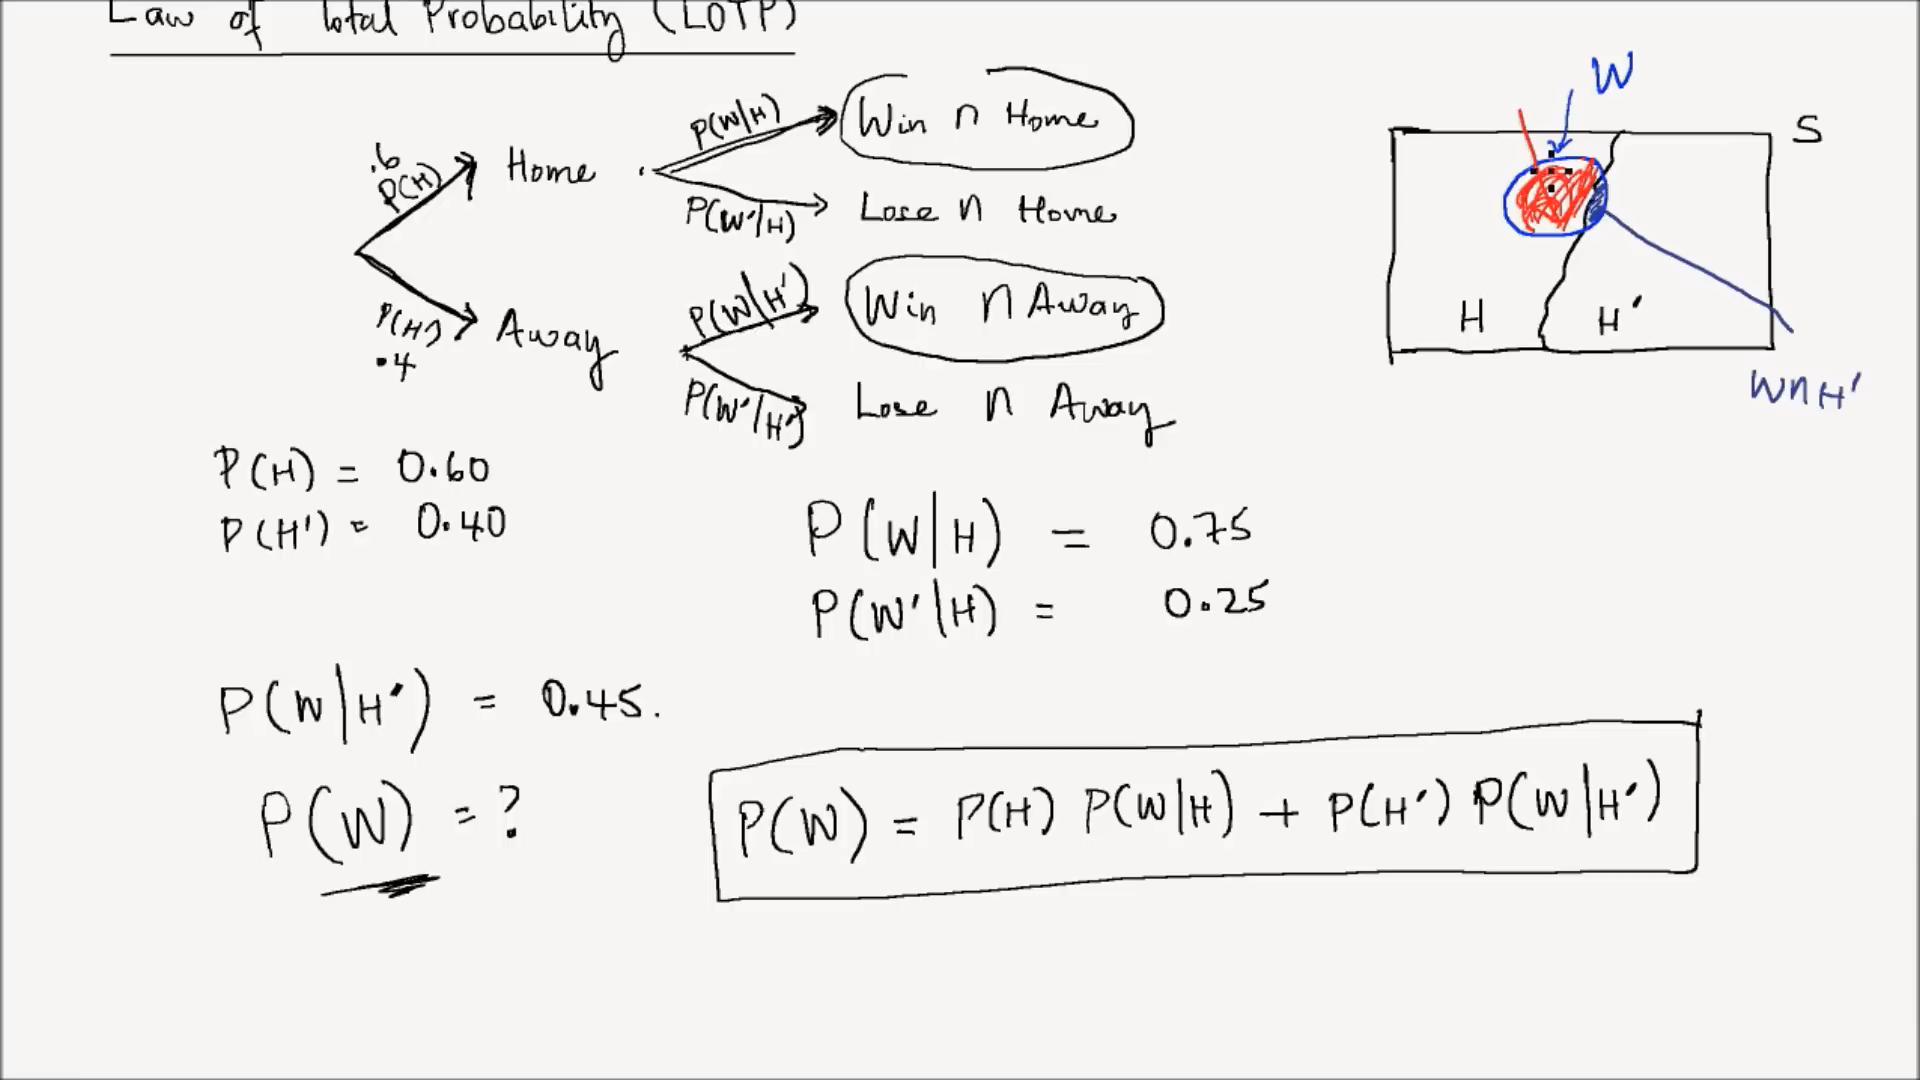 Law of Total Probability (LOTP)
.6
P(H)
Home
P(W|H)
Win ∩ Home
P(W'|H)
Lose ∩ Home
P(H')
.4
Away
P(W|H')
Win ∩ Away
P(W'|H')
Lose ∩ Away
W
S
H
H'
W∩H'
P(H) = 0.60
P(H') = 0.40
P(W|H) = 0.75
P(W'|H) = 0.25
P(W|H') = 0.45.
P(W) = ?
P(W) = P(H) P(W|H) + P(H') P(W|H')